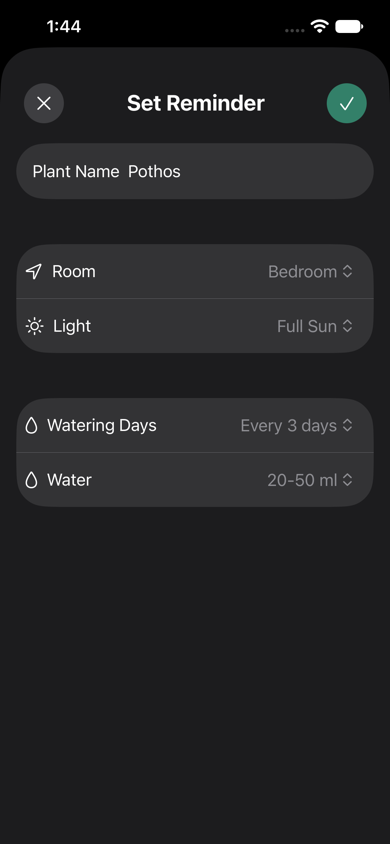 1:44
Set Reminder
Plant Name Pothos
Room Bedroom
Light Full Sun
Watering Days Every 3 days
Water 20-50 ml